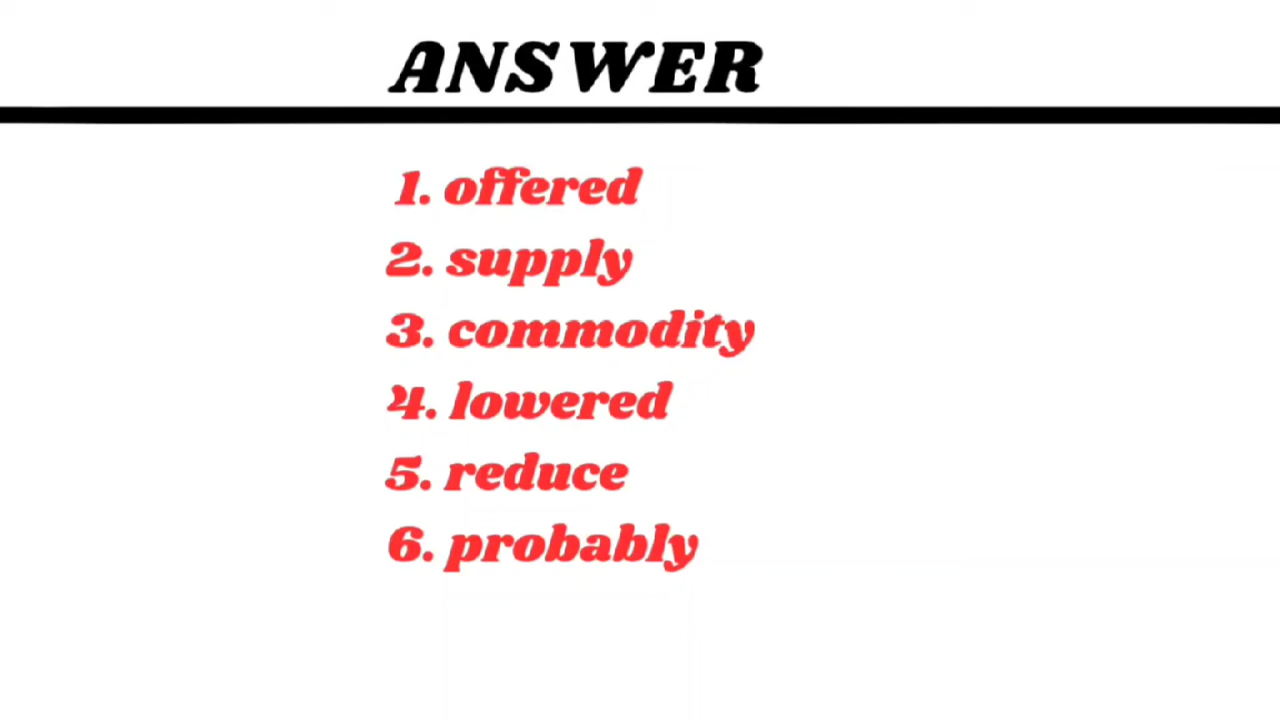 ANSWER
1. offered
2. supply
3. commodity
4. lowered
5. reduce
6. probably